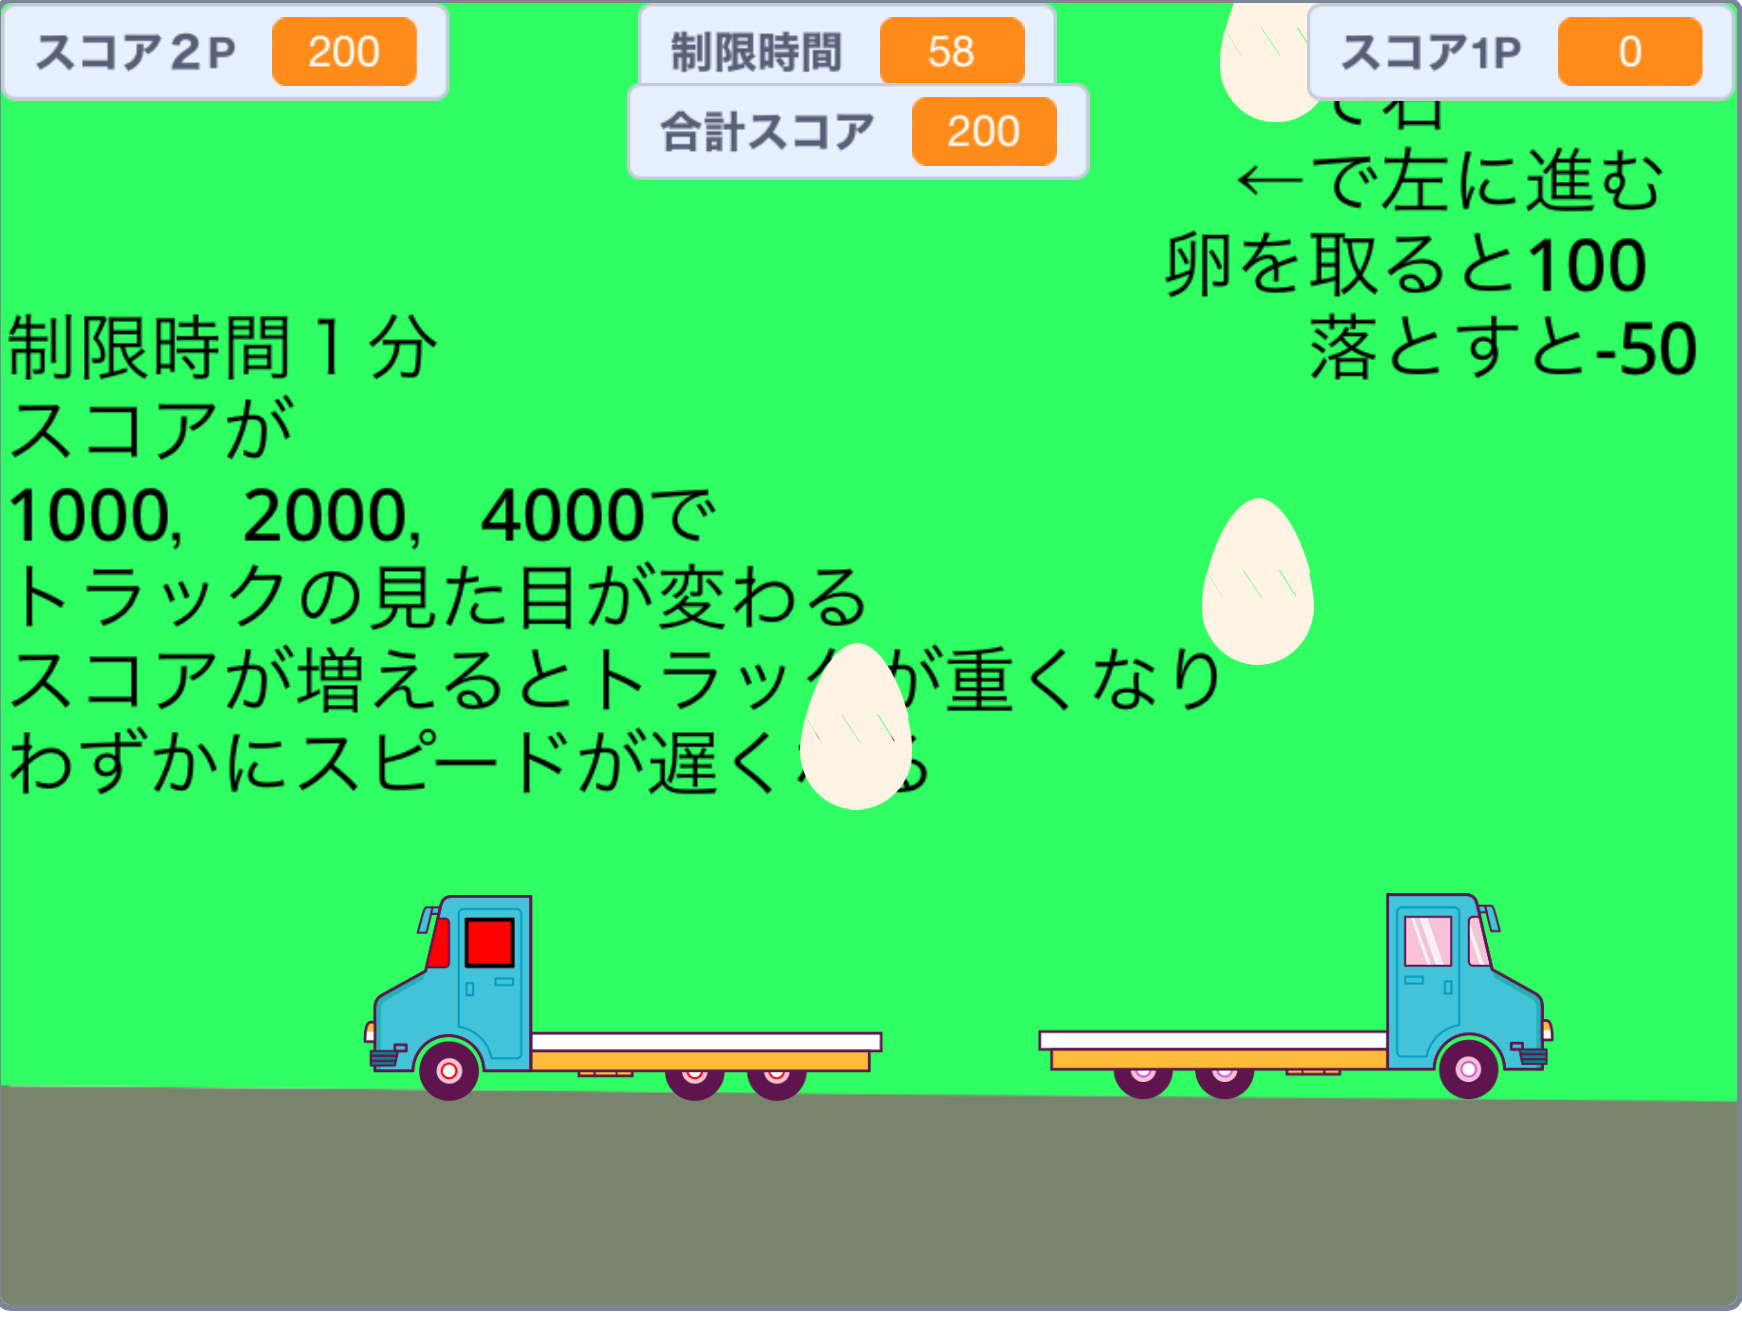 スコア２P 200
制限時間 58
スコア1P 0
合計スコア 200
で右
←で左に進む
卵を取ると100
落とすと-50
制限時間１分
スコアが
1000, 2000, 4000で
トラックの見た目が変わる
スコアが増えるとトラックが重くなり
わずかにスピードが遅く